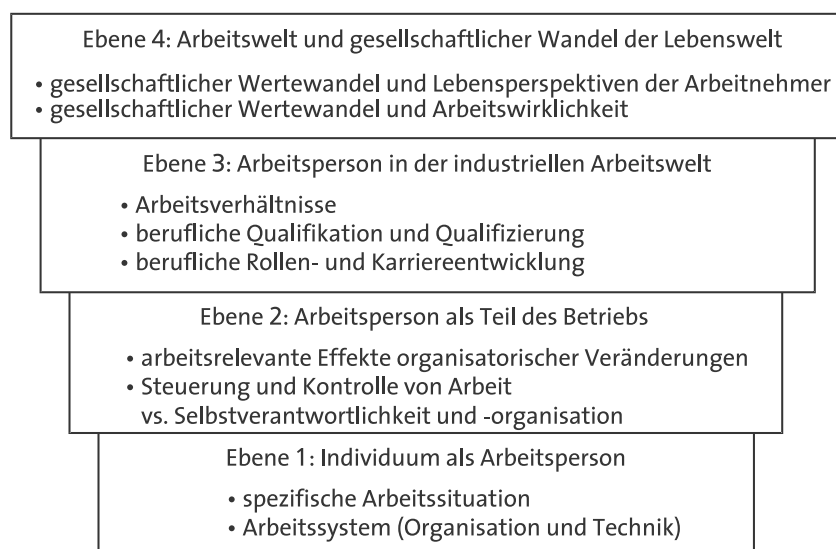 Ebene 4: Arbeitswelt und gesellschaftlicher Wandel der Lebenswelt
• gesellschaftlicher Wertewandel und Lebensperspektiven der Arbeitnehmer
• gesellschaftlicher Wertewandel und Arbeitswirklichkeit
Ebene 3: Arbeitsperson in der industriellen Arbeitswelt
• Arbeitsverhältnisse
• berufliche Qualifikation und Qualifizierung
• berufliche Rollen- und Karriereentwicklung
Ebene 2: Arbeitsperson als Teil des Betriebs
• arbeitsrelevante Effekte organisatorischer Veränderungen
• Steuerung und Kontrolle von Arbeit
vs. Selbstverantwortlichkeit und -organisation
Ebene 1: Individuum als Arbeitsperson
• spezifische Arbeitssituation
• Arbeitssystem (Organisation und Technik)